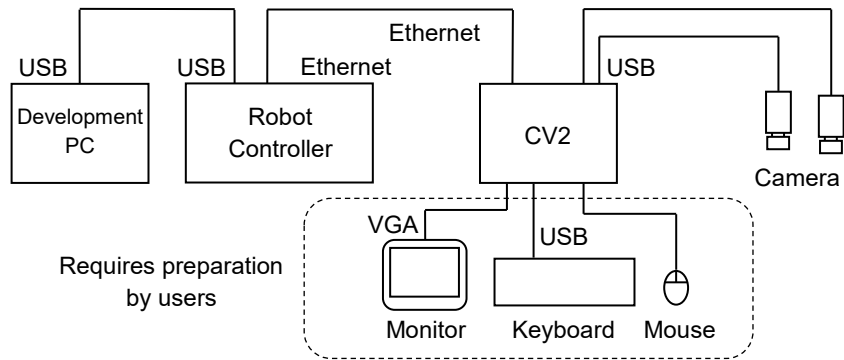 Ethernet
USB
USB
Ethernet
USB
Development
PC
Robot
Controller
CV2
Camera
VGA
USB
Requires preparation
by users
Monitor
Keyboard
Mouse